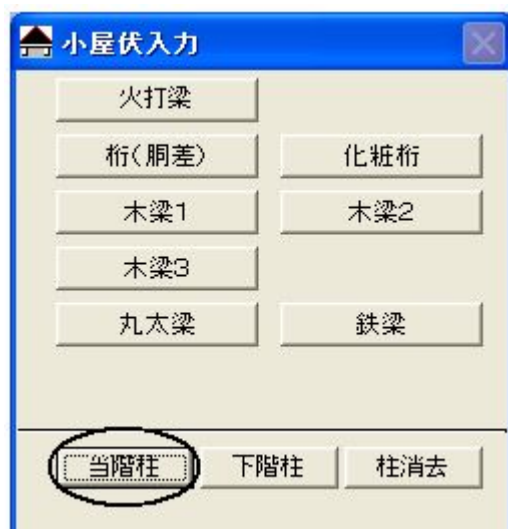 小屋伏入力
火打梁
桁(胴差) 化粧桁
木梁1 木梁2
木梁3
丸太梁 鉄梁
当階柱 下階柱 柱消去